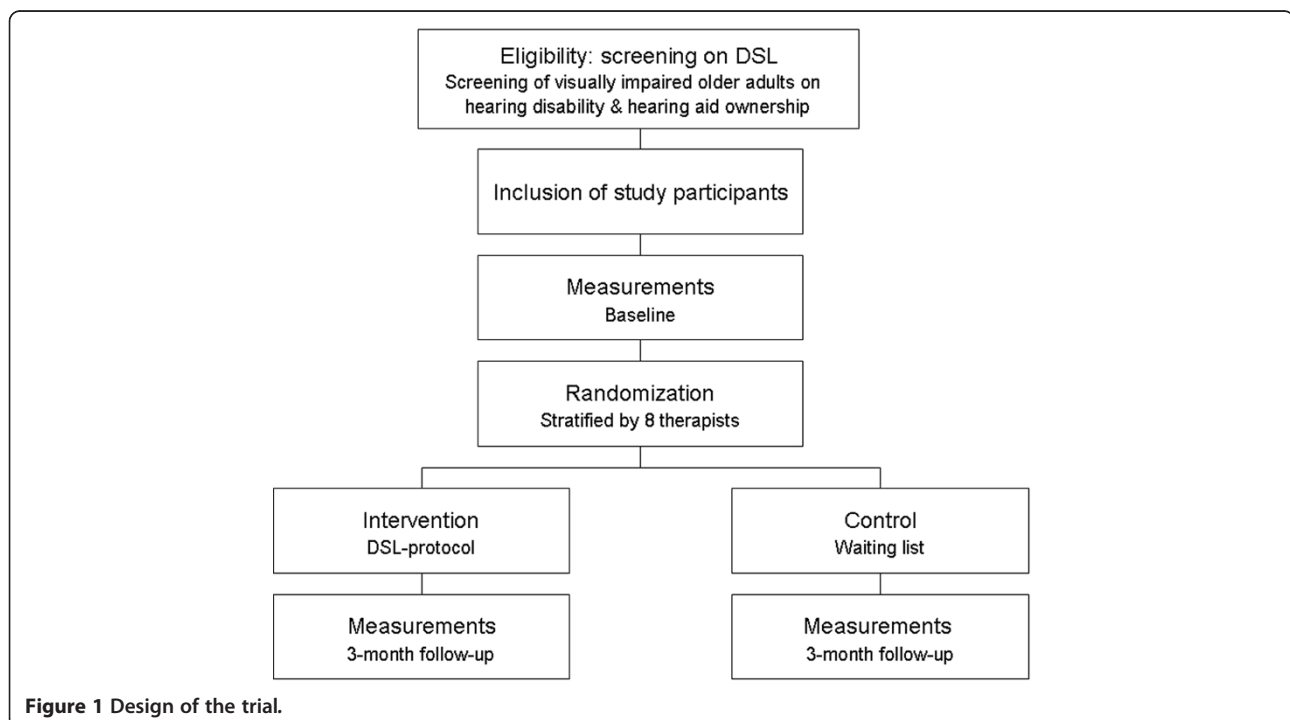 Eligibility: screening on DSL
Screening of visually impaired older adults on
hearing disability & hearing aid ownership
Inclusion of study participants
Measurements
Baseline
Randomization
Stratified by 8 therapists
Intervention
DSL-protocol
Control
Waiting list
Measurements
3-month follow-up
Measurements
3-month follow-up
Figure 1 Design of the trial.